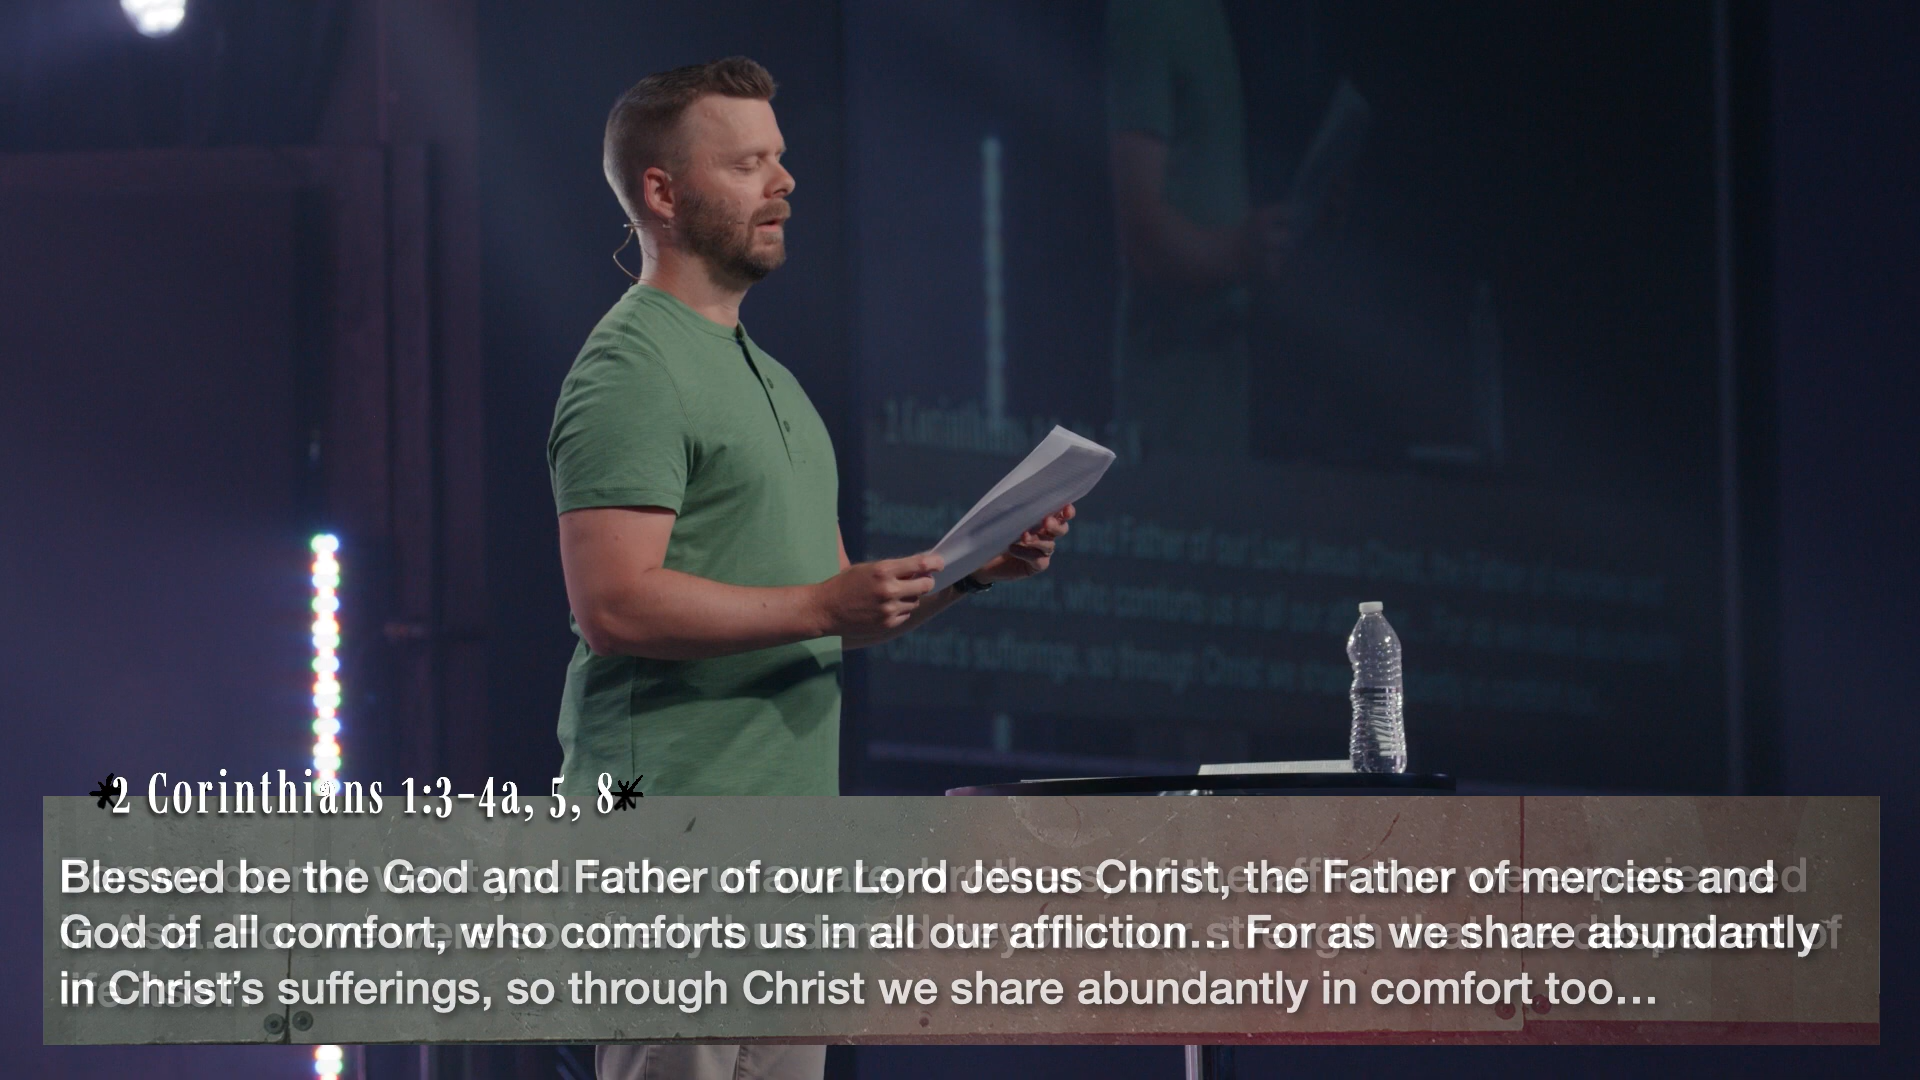 2 Corinthians 1:3-4a, 5, 8
Blessed be the God and Father of our Lord Jesus Christ, the Father of mercies and
God of all comfort, who comforts us in all our affliction… For as we share abundantly
in Christ’s sufferings, so through Christ we share abundantly in comfort too…